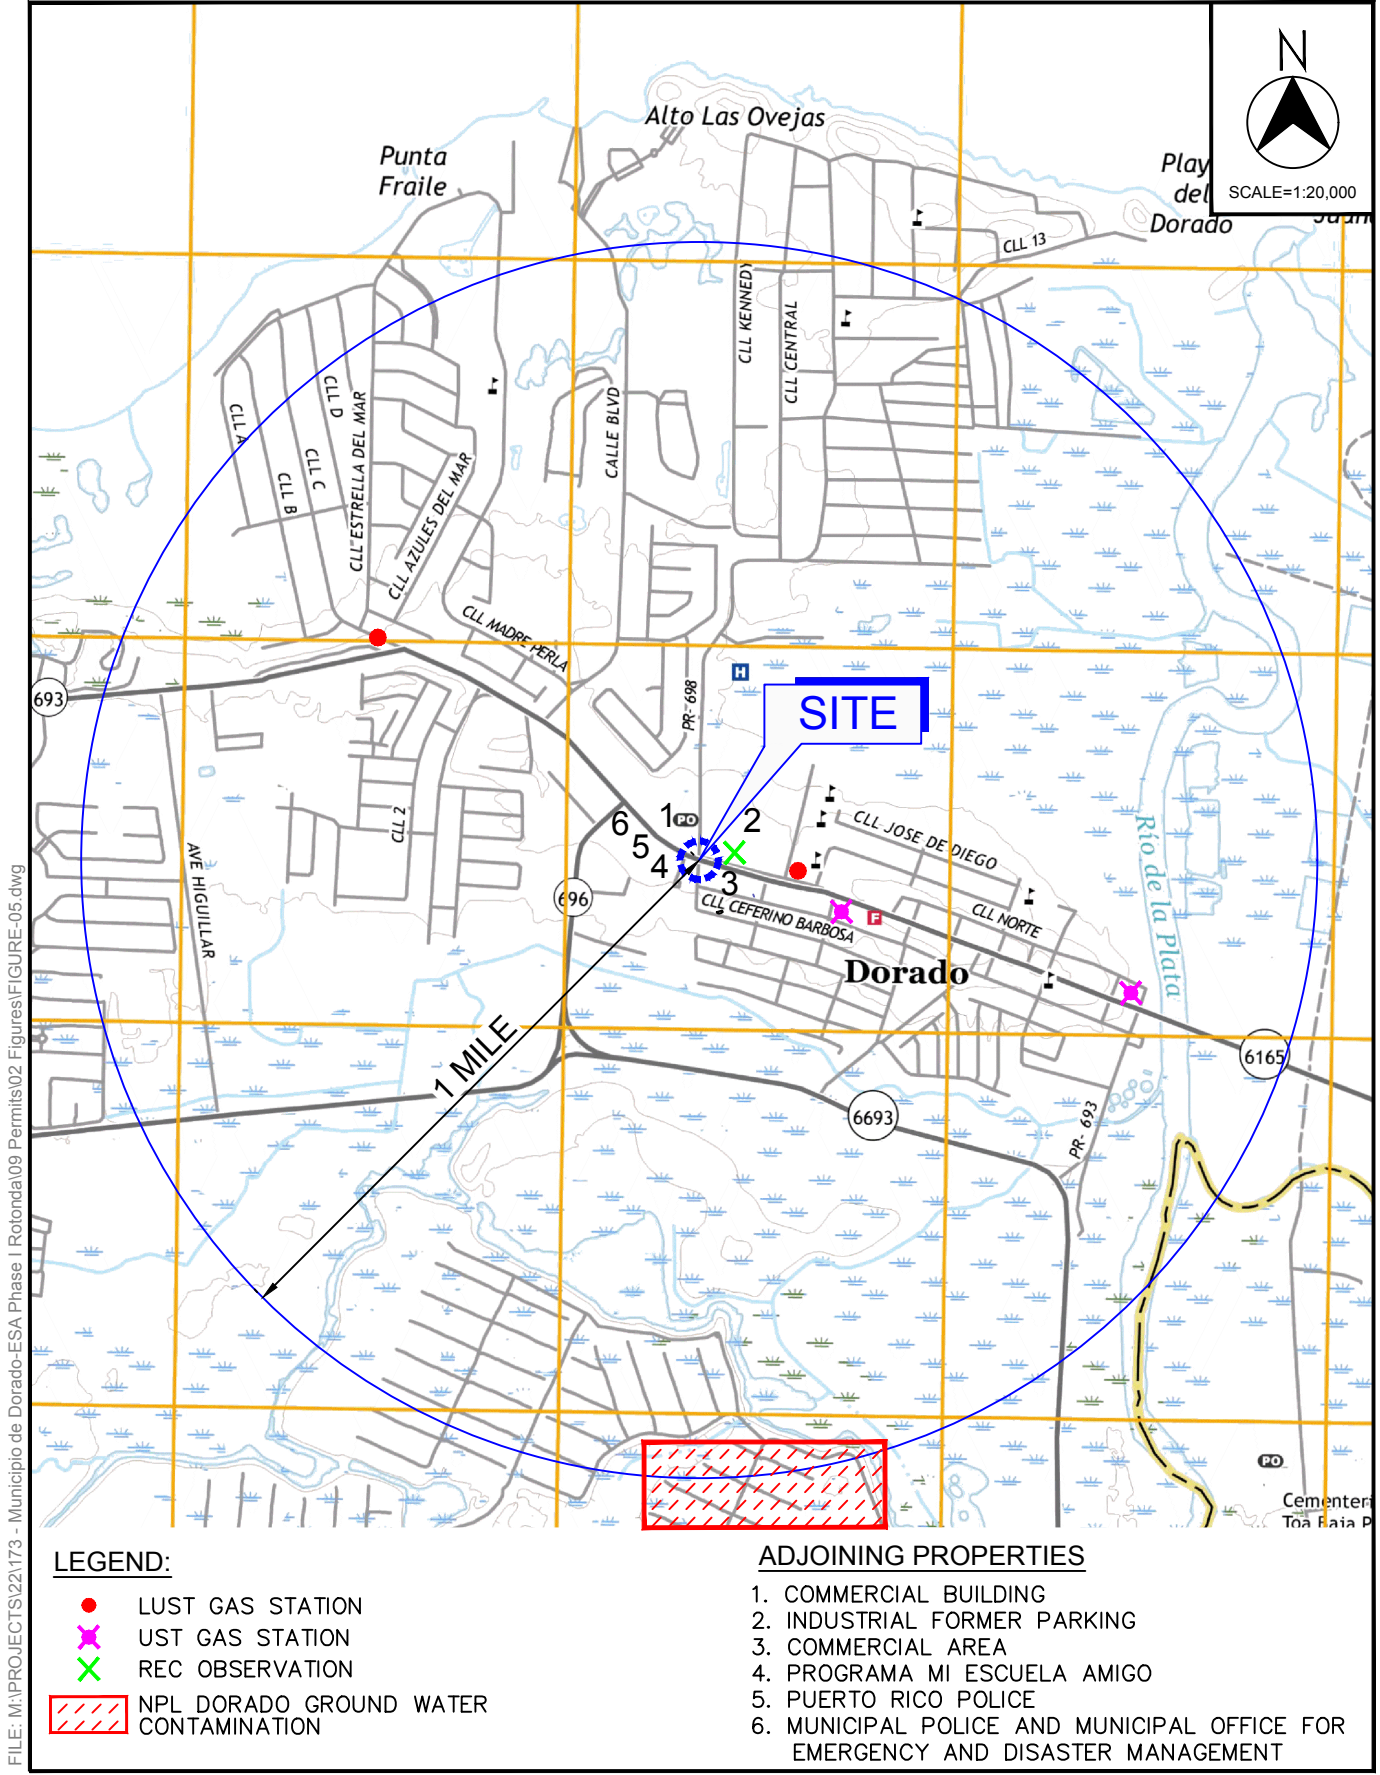 N
SCALE=1:20,000
Alto Las Ovejas
Punta
Fraile
Play
del
Dorado
CLL 13
CLL KENNEDY
CLL CENTRAL
CLL A
CLL B
CLL C
CLL D
CLL ESTRELLA DEL MAR
CLL AZULES DEL MAR
CALLE BLVD
CLL MADRE PERLA
693
H
PR- 698
SITE
CLL 2
AVE HIGUILLAR
696
1
PO
2
6
5
4
3
CLL JOSE DE DIEGO
CLL CEFERINO BARBOSA
F
CLL NORTE
Dorado
Río de la Plata
1 MILE
6165
6693
PR- 693
PO
Cementeri
Toa Baja P
LEGEND:
LUST GAS STATION
UST GAS STATION
REC OBSERVATION
NPL DORADO GROUND WATER
CONTAMINATION
ADJOINING PROPERTIES
1. COMMERCIAL BUILDING
2. INDUSTRIAL FORMER PARKING
3. COMMERCIAL AREA
4. PROGRAMA MI ESCUELA AMIGO
5. PUERTO RICO POLICE
6. MUNICIPAL POLICE AND MUNICIPAL OFFICE FOR
EMERGENCY AND DISASTER MANAGEMENT
FILE: M:\PROJECTS\22\173 - Municipio de Dorado-ESA Phase I Rotonda\09 Permits\02 Figures\FIGURE-05.dwg